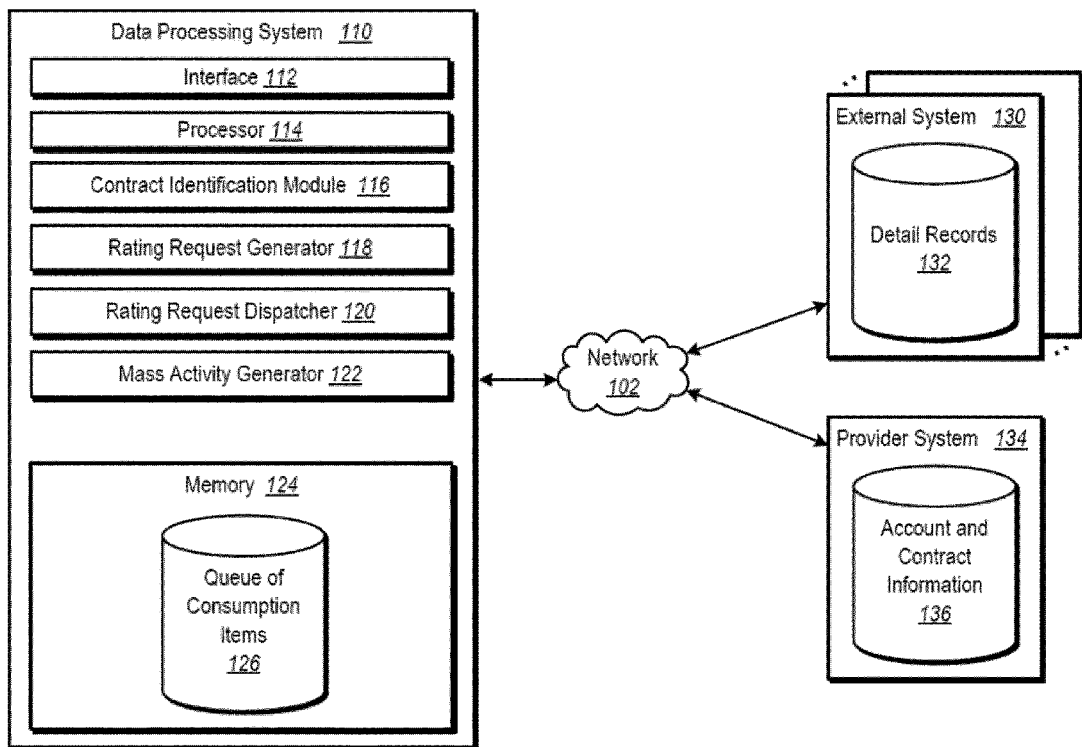 Data Processing System 110
Interface 112
Processor 114
Contract Identification Module 116
Rating Request Generator 118
Rating Request Dispatcher 120
Mass Activity Generator 122
Memory 124
Queue of
Consumption
Items
126
Network
102
External System 130
Detail Records
132
Provider System 134
Account and
Contract
Information
136